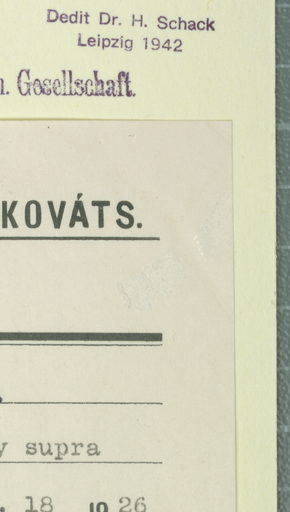 Dedit Dr. H. Schack
Leipzig 1942
Gesellschaft.
KOVÁTS.
supra
18 19 26